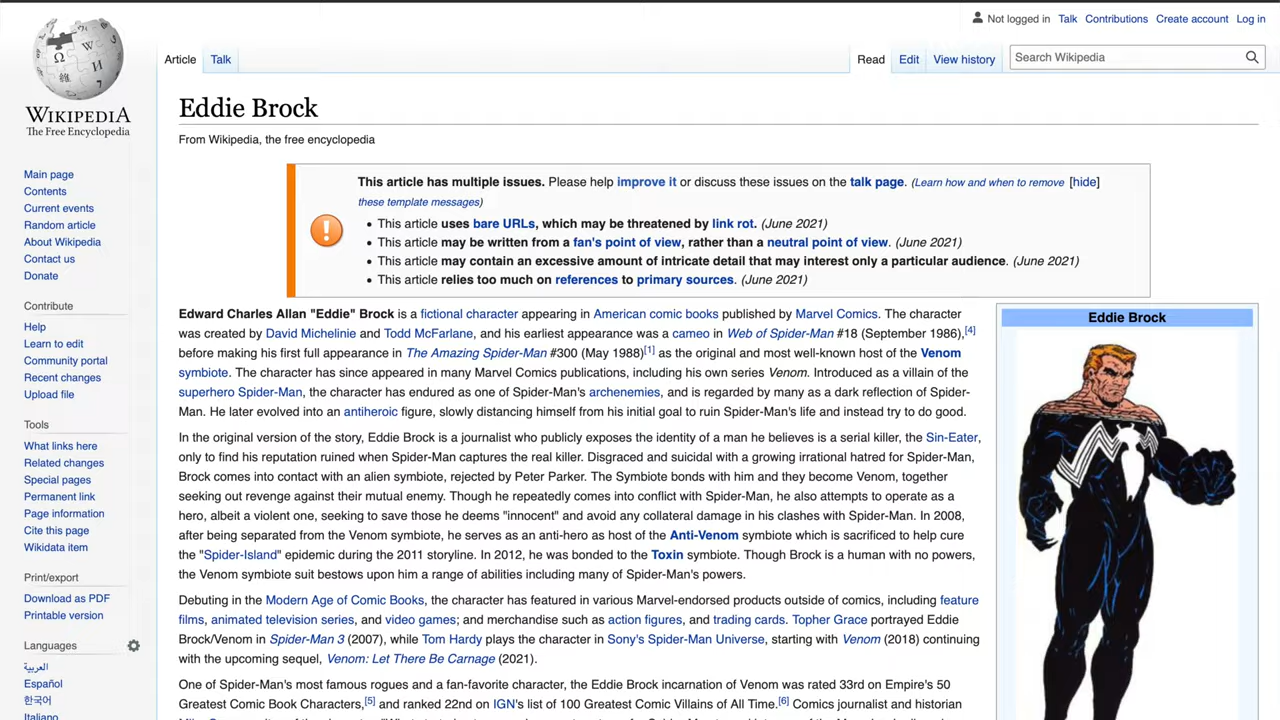 Not logged in Talk Contributions Create account Log in
Article Talk Read Edit View history Search Wikipedia
WIKIPEDIA
The Free Encyclopedia
Main page
Contents
Current events
Random article
About Wikipedia
Contact us
Donate
Contribute
Help
Learn to edit
Community portal
Recent changes
Upload file
Tools
What links here
Related changes
Special pages
Permanent link
Page information
Cite this page
Wikidata item
Print/export
Download as PDF
Printable version
Languages
العربية
Español
한국어
Italiano
Eddie Brock
From Wikipedia, the free encyclopedia
This article has multiple issues. Please help improve it or discuss these issues on the talk page. (Learn how and when to remove [hide]
these template messages)
• This article uses bare URLs, which may be threatened by link rot. (June 2021)
• This article may be written from a fan's point of view, rather than a neutral point of view. (June 2021)
• This article may contain an excessive amount of intricate detail that may interest only a particular audience. (June 2021)
• This article relies too much on references to primary sources. (June 2021)
Edward Charles Allan "Eddie" Brock is a fictional character appearing in American comic books published by Marvel Comics. The character
was created by David Michelinie and Todd McFarlane, and his earliest appearance was a cameo in Web of Spider-Man #18 (September 1986),[4]
before making his first full appearance in The Amazing Spider-Man #300 (May 1988)[1] as the original and most well-known host of the Venom
symbiote. The character has since appeared in many Marvel Comics publications, including his own series Venom. Introduced as a villain of the
superhero Spider-Man, the character has endured as one of Spider-Man's archenemies, and is regarded by many as a dark reflection of Spider-
Man. He later evolved into an antiheroic figure, slowly distancing himself from his initial goal to ruin Spider-Man's life and instead try to do good.
In the original version of the story, Eddie Brock is a journalist who publicly exposes the identity of a man he believes is a serial killer, the Sin-Eater,
only to find his reputation ruined when Spider-Man captures the real killer. Disgraced and suicidal with a growing irrational hatred for Spider-Man,
Brock comes into contact with an alien symbiote, rejected by Peter Parker. The Symbiote bonds with him and they become Venom, together
seeking out revenge against their mutual enemy. Though he repeatedly comes into conflict with Spider-Man, he also attempts to operate as a
hero, albeit a violent one, seeking to save those he deems "innocent" and avoid any collateral damage in his clashes with Spider-Man. In 2008,
after being separated from the Venom symbiote, he serves as an anti-hero as host of the Anti-Venom symbiote which is sacrificed to help cure
the "Spider-Island" epidemic during the 2011 storyline. In 2012, he was bonded to the Toxin symbiote. Though Brock is a human with no powers,
the Venom symbiote suit bestows upon him a range of abilities including many of Spider-Man's powers.
Debuting in the Modern Age of Comic Books, the character has featured in various Marvel-endorsed products outside of comics, including feature
films, animated television series, and video games; and merchandise such as action figures, and trading cards. Topher Grace portrayed Eddie
Brock/Venom in Spider-Man 3 (2007), while Tom Hardy plays the character in Sony's Spider-Man Universe, starting with Venom (2018) continuing
with the upcoming sequel, Venom: Let There Be Carnage (2021).
One of Spider-Man's most famous rogues and a fan-favorite character, the Eddie Brock incarnation of Venom was rated 33rd on Empire's 50
Greatest Comic Book Characters,[5] and ranked 22nd on IGN's list of 100 Greatest Comic Villains of All Time.[6] Comics journalist and historian
Eddie Brock